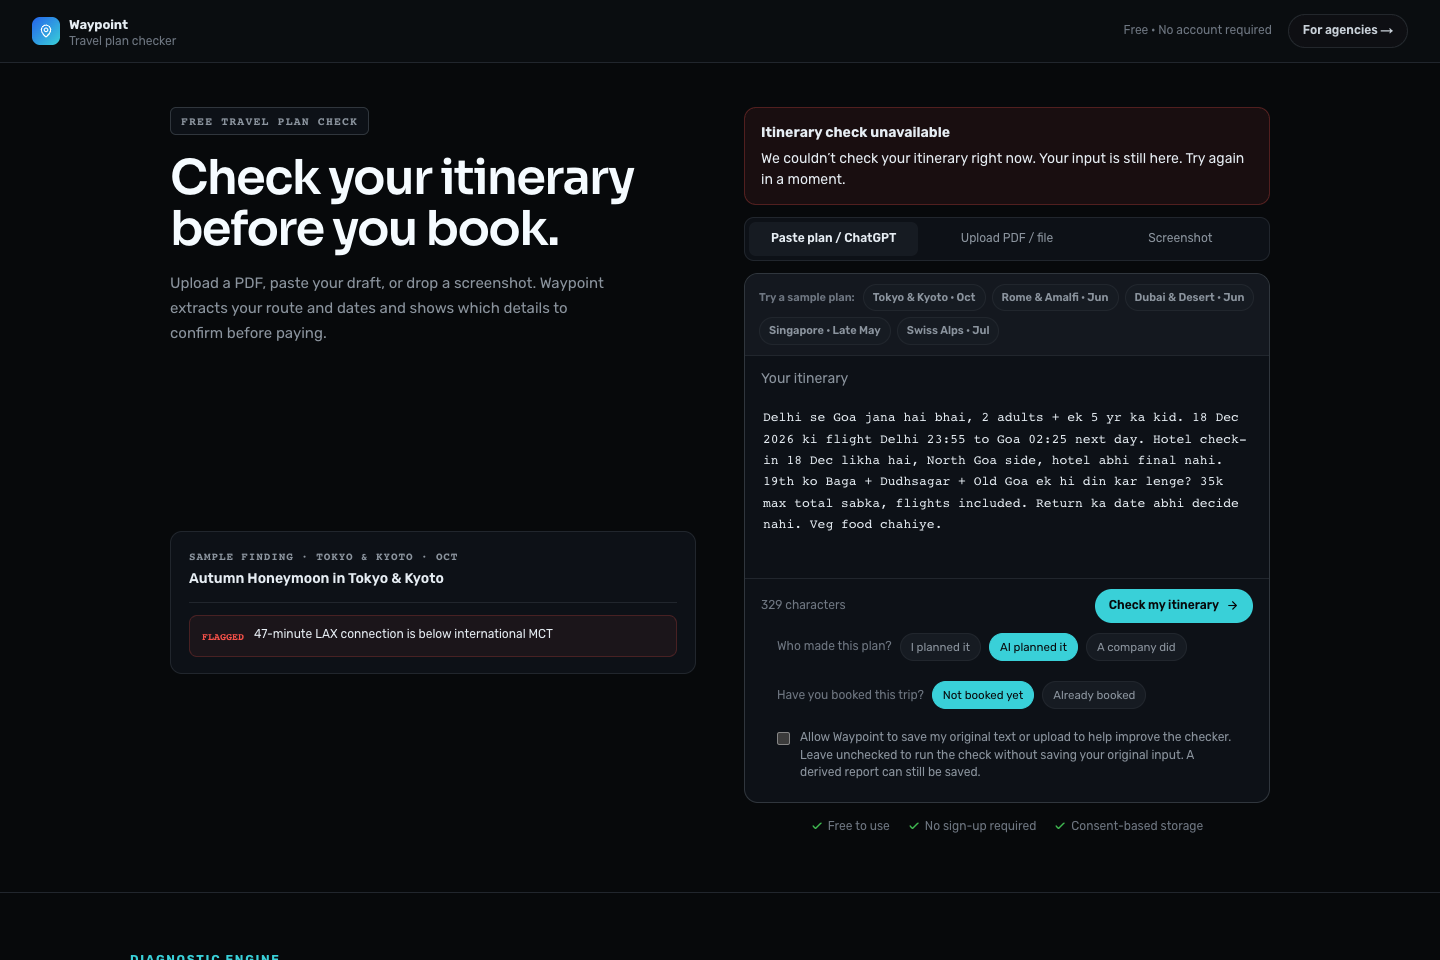 Waypoint
Travel plan checker
Free • No account required
For agencies →
FREE TRAVEL PLAN CHECK
Check your itinerary
before you book.
Upload a PDF, paste your draft, or drop a screenshot. Waypoint
extracts your route and dates and shows which details to
confirm before paying.
SAMPLE FINDING · TOKYO & KYOTO · OCT
Autumn Honeymoon in Tokyo & Kyoto
FLAGGED 47-minute LAX connection is below international MCT
Itinerary check unavailable
We couldn’t check your itinerary right now. Your input is still here. Try again
in a moment.
Paste plan / ChatGPT
Upload PDF / file
Screenshot
Try a sample plan: Tokyo & Kyoto • Oct Rome & Amalfi • Jun Dubai & Desert • Jun
Singapore • Late May Swiss Alps • Jul
Your itinerary
Delhi se Goa jana hai bhai, 2 adults + ek 5 yr ka kid. 18 Dec
2026 ki flight Delhi 23:55 to Goa 02:25 next day. Hotel check-
in 18 Dec likha hai, North Goa side, hotel abhi final nahi.
19th ko Baga + Dudhsagar + Old Goa ek hi din kar lenge? 35k
max total sabka, flights included. Return ka date abhi decide
nahi. Veg food chahiye.
329 characters
Check my itinerary →
Who made this plan? I planned it AI planned it A company did
Have you booked this trip? Not booked yet Already booked
Allow Waypoint to save my original text or upload to help improve the checker.
Leave unchecked to run the check without saving your original input. A
derived report can still be saved.
Free to use No sign-up required Consent-based storage
DIAGNOSTIC ENGINE